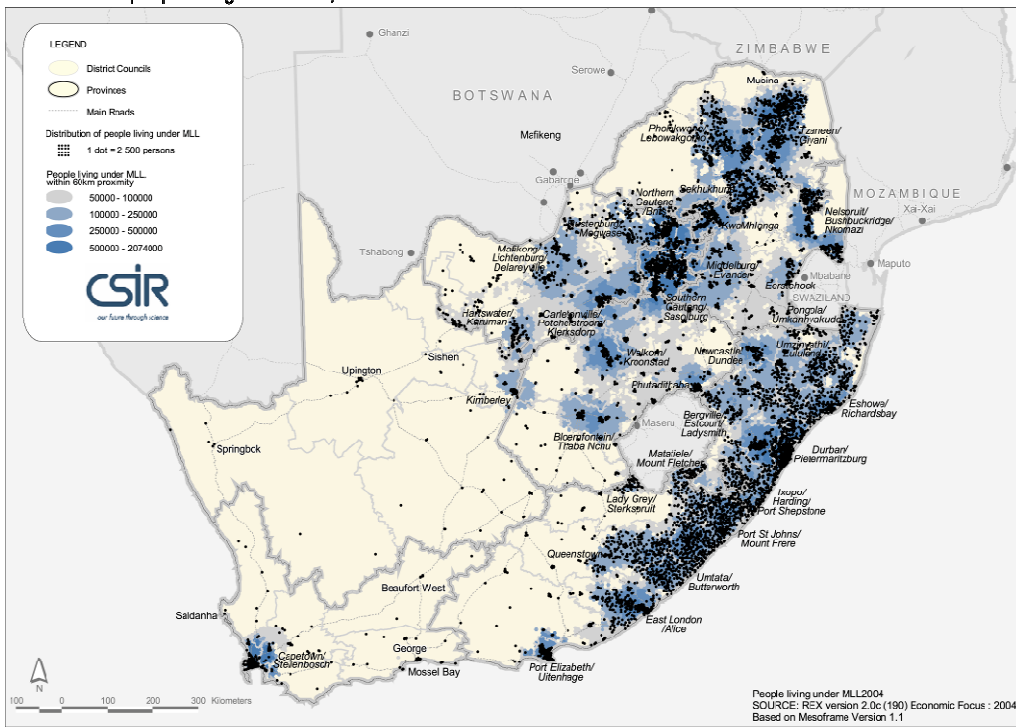 LEGEND
District Councils
Provinces
Main Roads
Distribution of people living under MLL
1 dot = 2 500 persons
People living under MLL.
within 60km proximity
50000 - 100000
100000 - 250000
250000 - 500000
500000 - 2074000
CSIR
our future through science
Ghanzi
ZIMBABWE
Serowe
BOTSWANA
Musina
Mafikeng
Pholokwane/
Lebowakgomo
Tzaneen/
Giyani
Gabarone
MOZAMBIQUE
Xai-Xai
Northern
Gauteng
/Brits
Sekhukhune
Rustenburg/
Mogwase
KwaMhlanga
Nelspruit/
Bushbuckridge/
Nkomazi
Tshabong
Mafikeng/
Lichtenburg/
Delareyville
Middelburg/
Evander
Maputo
Mbabane
Eerstehoek
SWAZILAND
Hartswater/
Kuruman
Carletonville/
Potchefstroom/
Klerksdorp
Southern
Gauteng/
Sasolburg
Pongola/
Umkhanyakude
Sishen
Welkom/
Kroonstad
Newcastle/
Dundee
Umzinyathi/
Zululand
Upington
Phutaditjhaba
Kimberley
Eshowe/
Richardsbay
Maseru
Bergville/
Estcourt/
Ladysmith
Springbok
Bloemfontein/
Thaba Nchu
Durban/
Pietermaritzburg
Matatiele/
Mount Fletcher
Ixopo/
Harding/
Port Shepstone
Lady Grey/
Sterkspruit
Port St Johns/
Mount Frere
Queenstown
Umtata/
Butterworth
Beaufort West
Saldanha
East London
/Alice
George
Capetown/
Stellenbosch
Mossel Bay
Port Elizabeth/
Uitenhage
N
100 0 100 200 300 Kilometers
People living under MLL2004
SOURCE: REX version 2.0c (190) Economic Focus : 2004
Based on Mesoframe Version 1.1